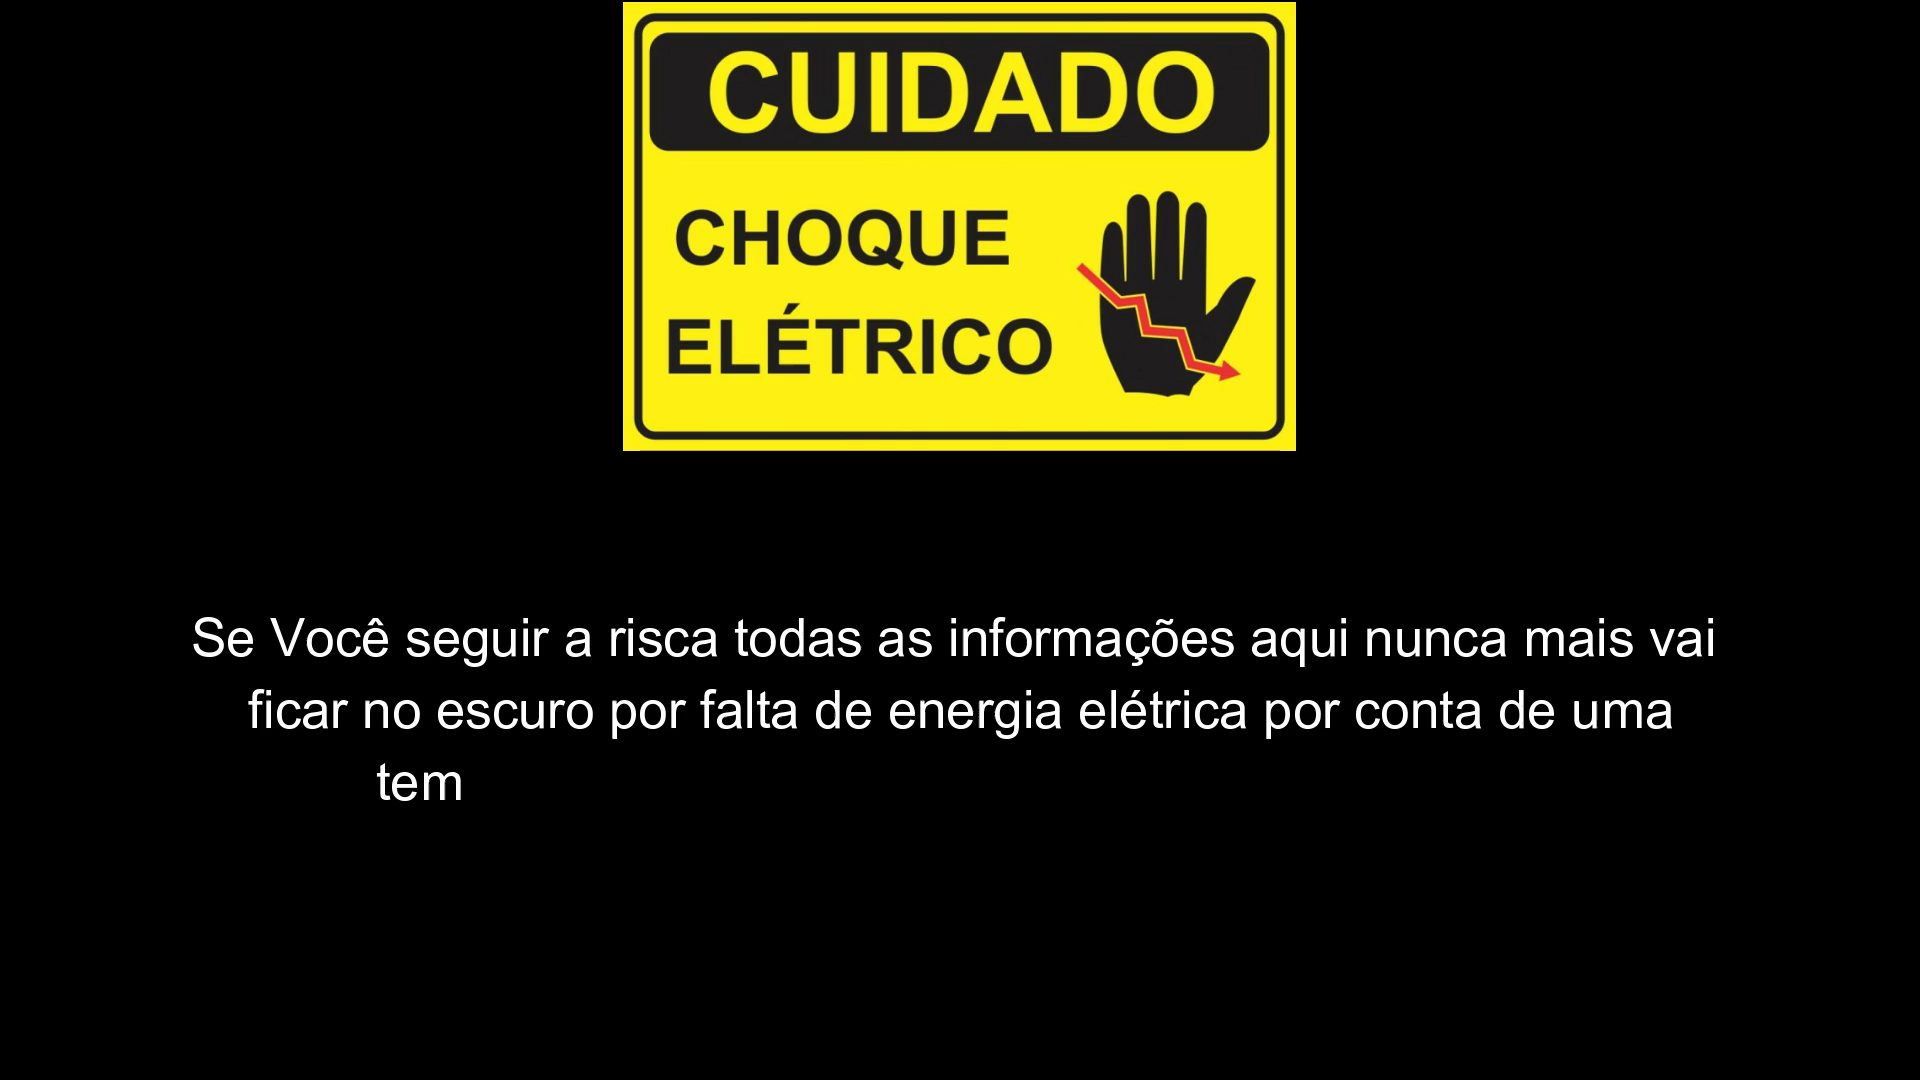 CUIDADO
CHOQUE
ELÉTRICO
Se Você seguir a risca todas as informações aqui nunca mais vai
ficar no escuro por falta de energia elétrica por conta de uma
tem